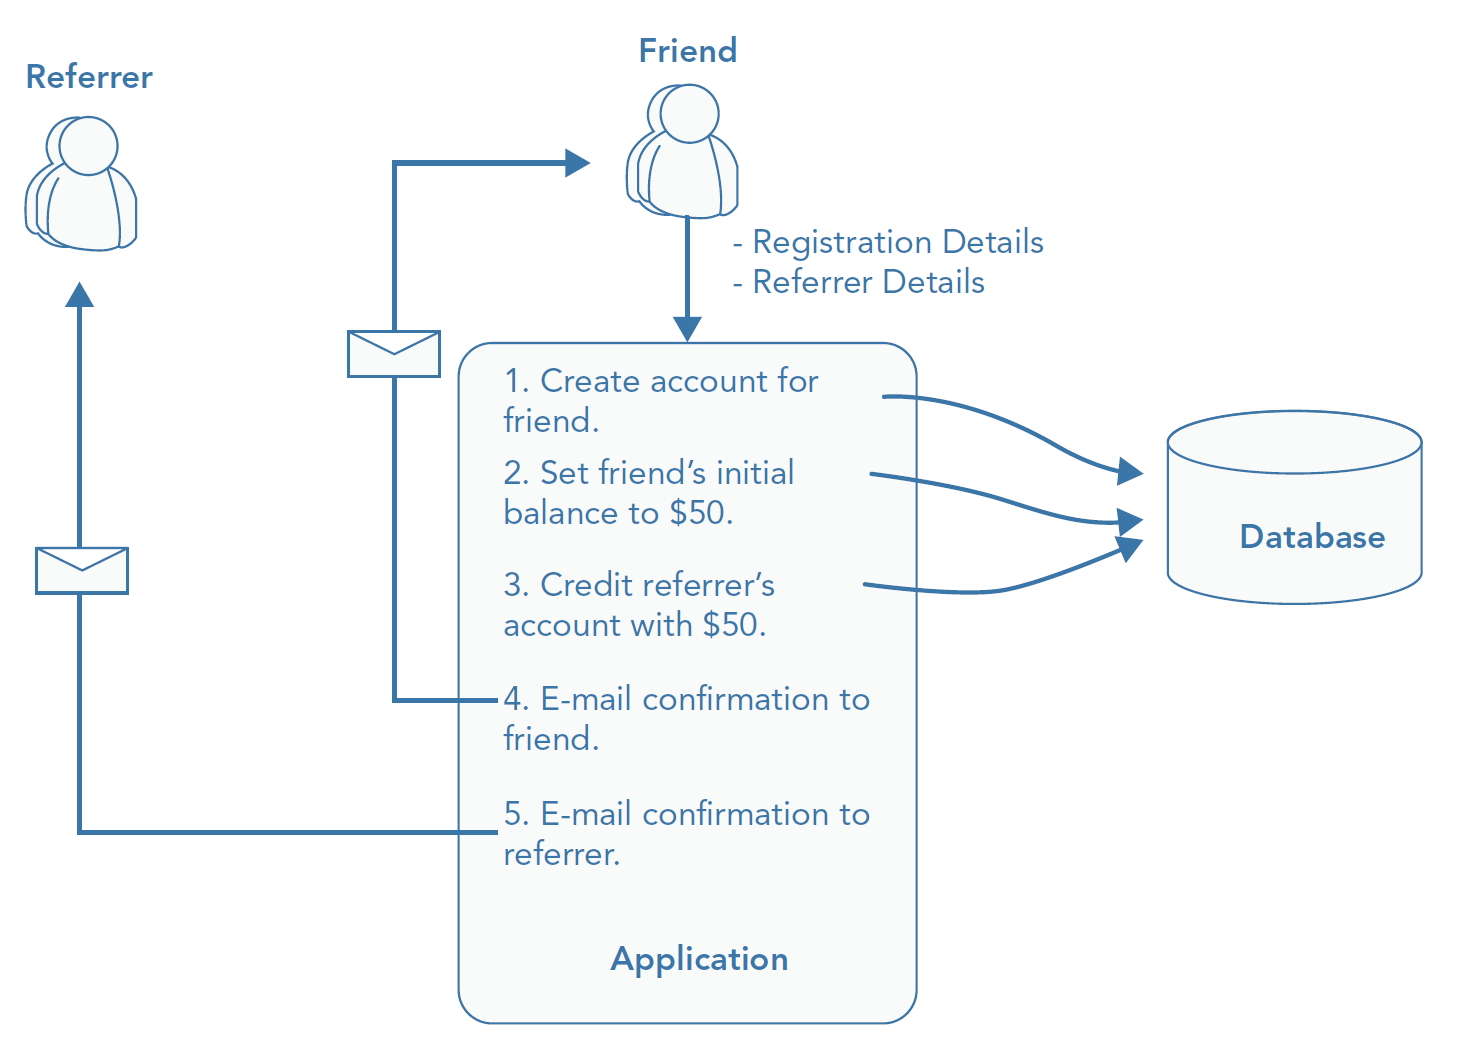 Friend
Referrer
- Registration Details
- Referrer Details
1. Create account for
friend.
2. Set friend’s initial
balance to $50.
3. Credit referrer’s
account with $50.
4. E-mail confirmation to
friend.
5. E-mail confirmation to
referrer.
Application
Database